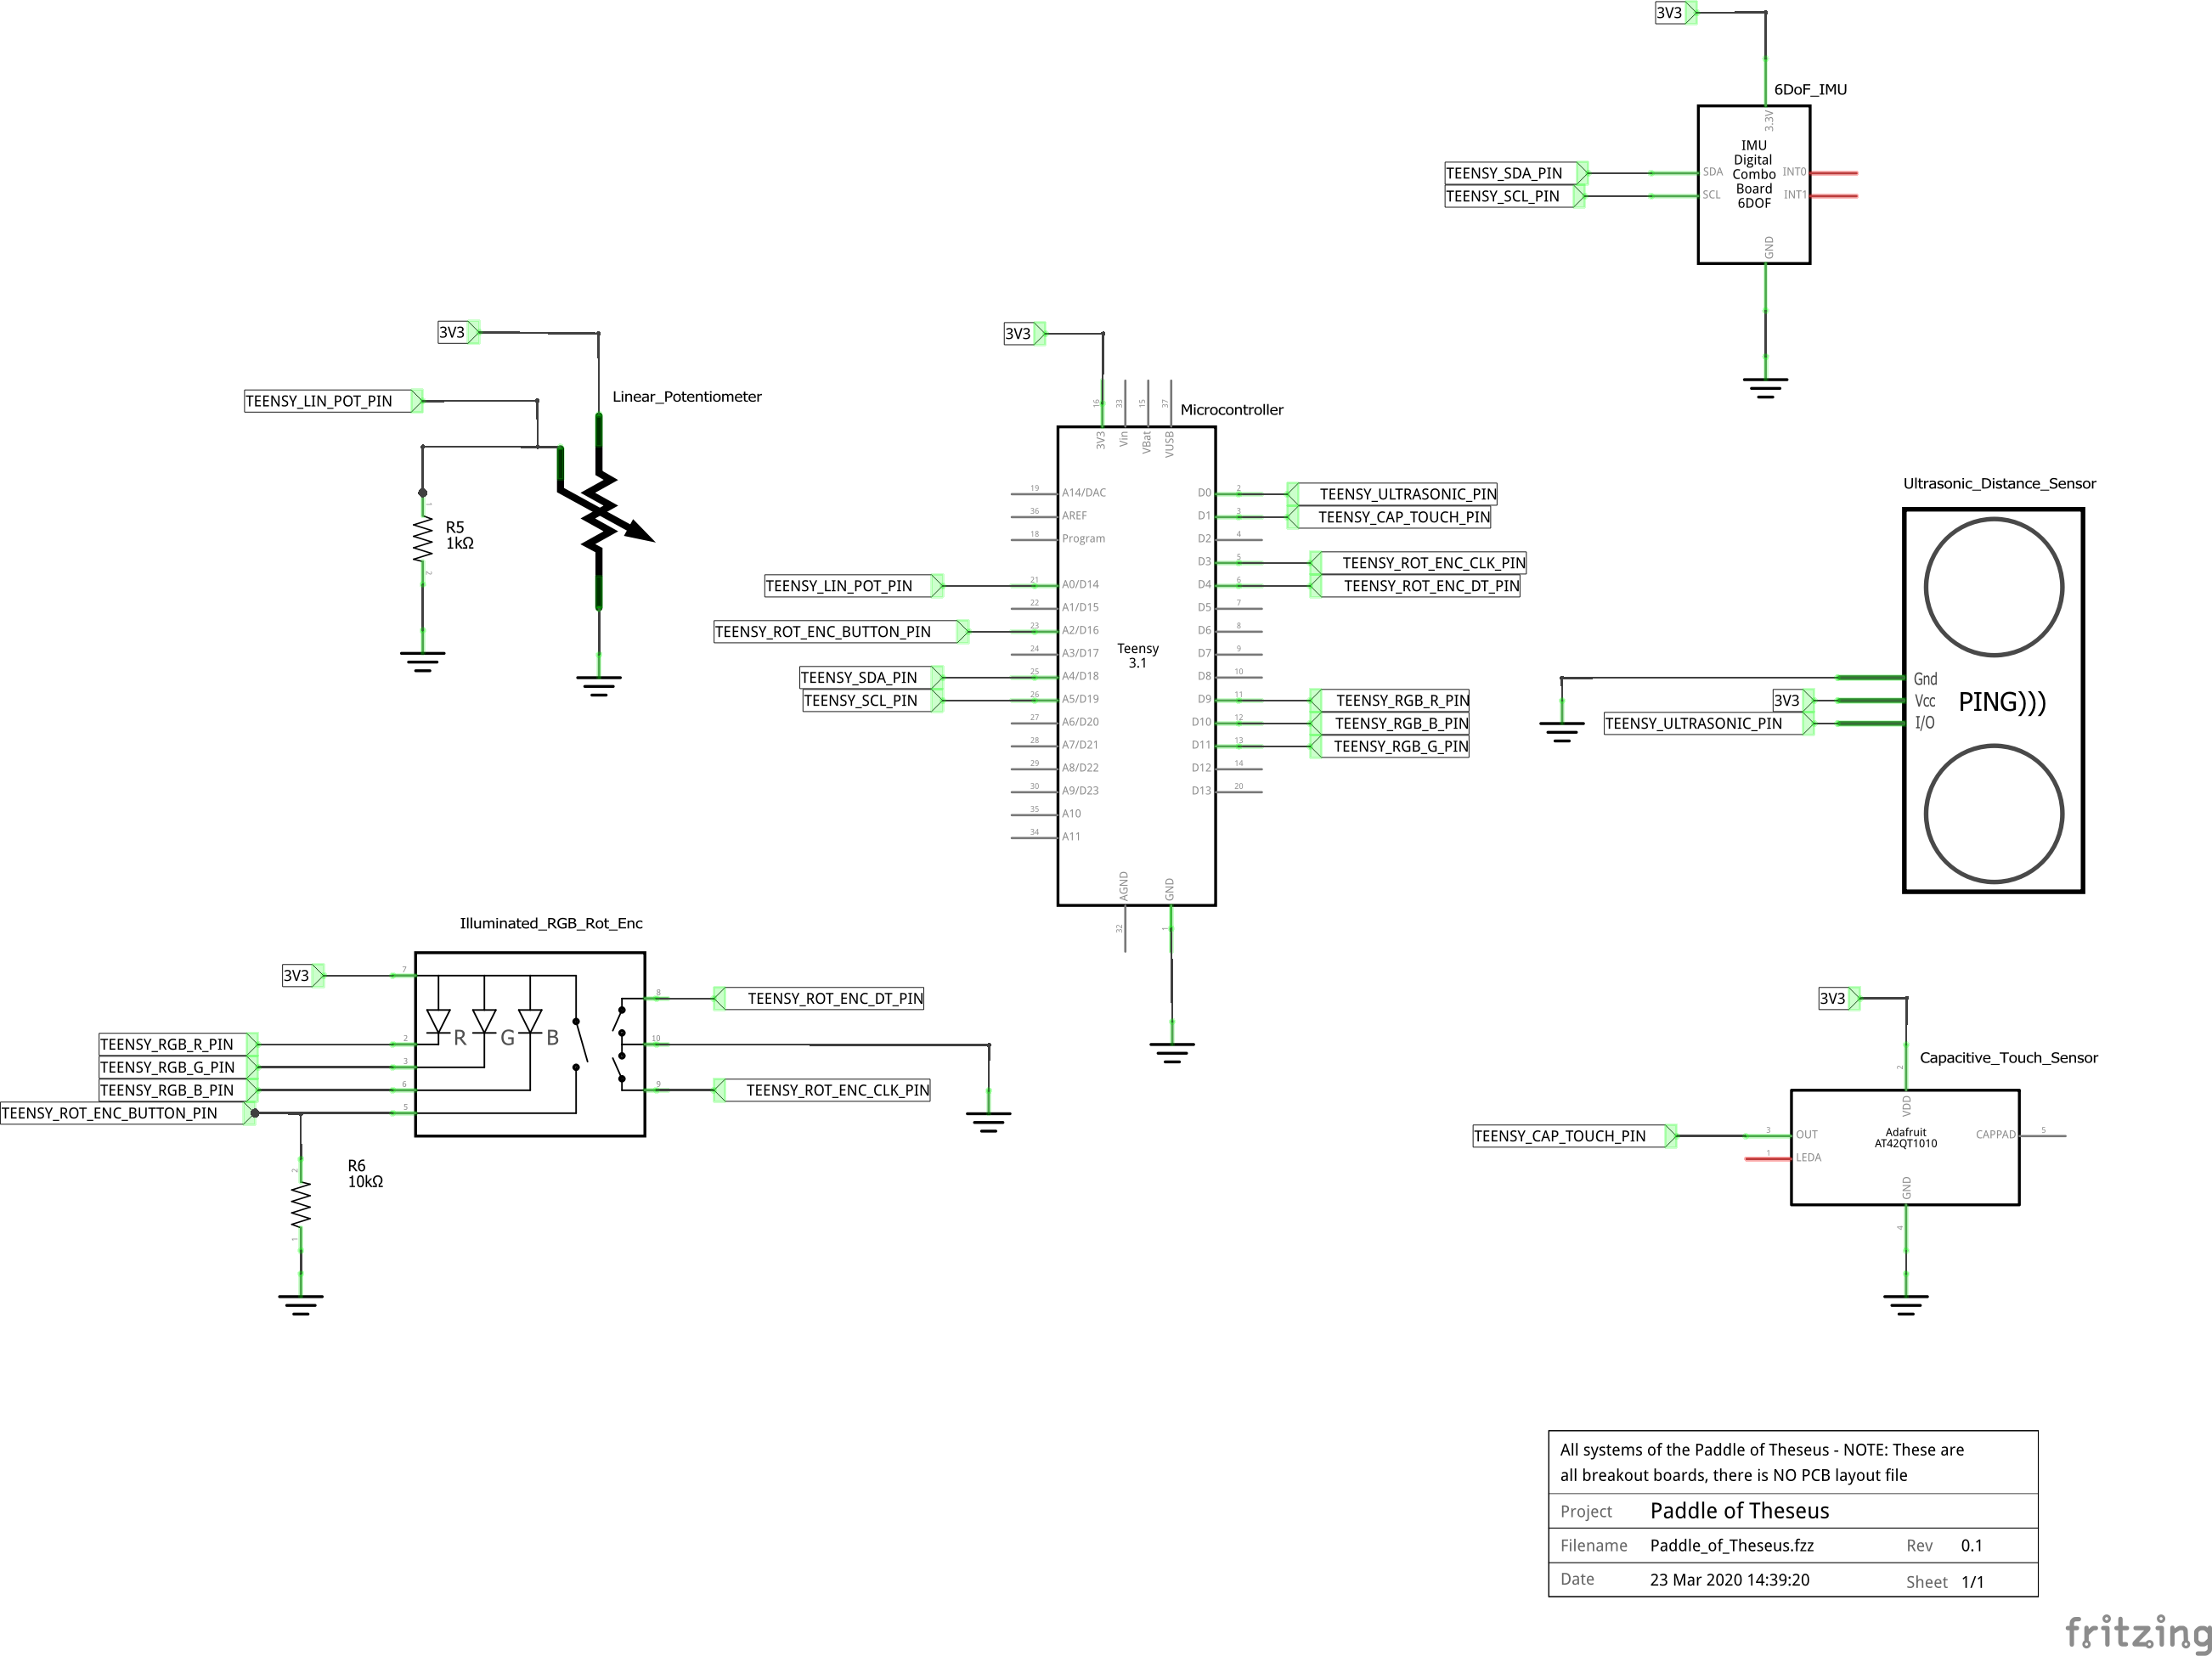 3V3
6DoF_IMU
3.3V
IMU
Digital
Combo
Board
6DOF
TEENSY_SDA_PIN
SDA
INT0
TEENSY_SCL_PIN
SCL
INT1
GND
3V3
TEENSY_LIN_POT_PIN
Linear_Potentiometer
1
R5
1kΩ
2
3V3
Microcontroller
16
33
15
37
3V3
Vin
VBat
VUSB
19 A14/DAC
36 AREF
18 Program
TEENSY_LIN_POT_PIN 21 A0/D14
22 A1/D15
TEENSY_ROT_ENC_BUTTON_PIN 23 A2/D16
24 A3/D17
TEENSY_SDA_PIN 25 A4/D18
TEENSY_SCL_PIN 26 A5/D19
27 A6/D20
28 A7/D21
29 A8/D22
30 A9/D23
35 A10
34 A11
Teensy
3.1
D0 2 TEENSY_ULTRASONIC_PIN
D1 3 TEENSY_CAP_TOUCH_PIN
D2 4
D3 5 TEENSY_ROT_ENC_CLK_PIN
D4 6 TEENSY_ROT_ENC_DT_PIN
D5 7
D6 8
D7 9
D8 10
D9 11 TEENSY_RGB_R_PIN
D10 12 TEENSY_RGB_B_PIN
D11 13 TEENSY_RGB_G_PIN
D12 14
D13 20
AGND
GND
32
1
Ultrasonic_Distance_Sensor
Gnd
3V3 Vcc
TEENSY_ULTRASONIC_PIN I/O
PING)))
Illuminated_RGB_Rot_Enc
3V3 7
TEENSY_RGB_R_PIN 2
TEENSY_RGB_G_PIN 3
TEENSY_RGB_B_PIN 6
TEENSY_ROT_ENC_BUTTON_PIN 5
R G B
8 TEENSY_ROT_ENC_DT_PIN
10
9 TEENSY_ROT_ENC_CLK_PIN
2
R6
10kΩ
1
3V3
Capacitive_Touch_Sensor
2
VDD
TEENSY_CAP_TOUCH_PIN 3 OUT
1 LEDA
Adafruit
AT42QT1010
CAPPAD 5
GND
4
All systems of the Paddle of Theseus - NOTE: These are
all breakout boards, there is NO PCB layout file
Project Paddle of Theseus
Filename Paddle_of_Theseus.fzz Rev 0.1
Date 23 Mar 2020 14:39:20 Sheet 1/1
fritzing